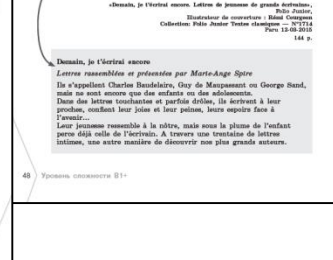 «Demain, je t'écrirai encore. Lettres de jeunesse de grands écrivains»,
Folio Junior,
Illustrateur de couverture : Rémi Courgeon
Collection: Folio Junior Textes classiques — N°1714
Paru 12-03-2015
144 p.
Demain, je t'écrirai encore
Lettres rassemblées et présentées par Marie-Ange Spire
Ils s'appellent Charles Baudelaire, Guy de Maupassant ou George Sand,
mais ne sont encore que des enfants ou des adolescents.
Dans des lettres touchantes et parfois drôles, ils écrivent à leur
proches, confient leur joies et leur peines, leurs espoirs face à
l'avenir...
Leur jeunesse ressemble à la nôtre, mais sous la plume de l'enfant
perce déjà celle de l'écrivain. A travers une trentaine de lettres
intimes, une autre manière de découvrir nos plus grands auteurs.
48 Уровень сложности B1+